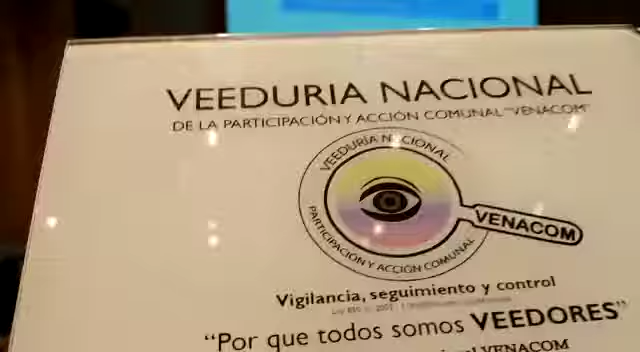 VEEDURIA NACIONAL
DE LA PARTICIPACIÓN Y ACCIÓN COMUNAL "VENACOM"
VEEDURIA NACIONAL
VENACOM
PARTICIPACIÓN Y ACCIÓN COMUNAL
Vigilancia, seguimiento y control
"Por que todos somos VEEDORES"
VENACOM